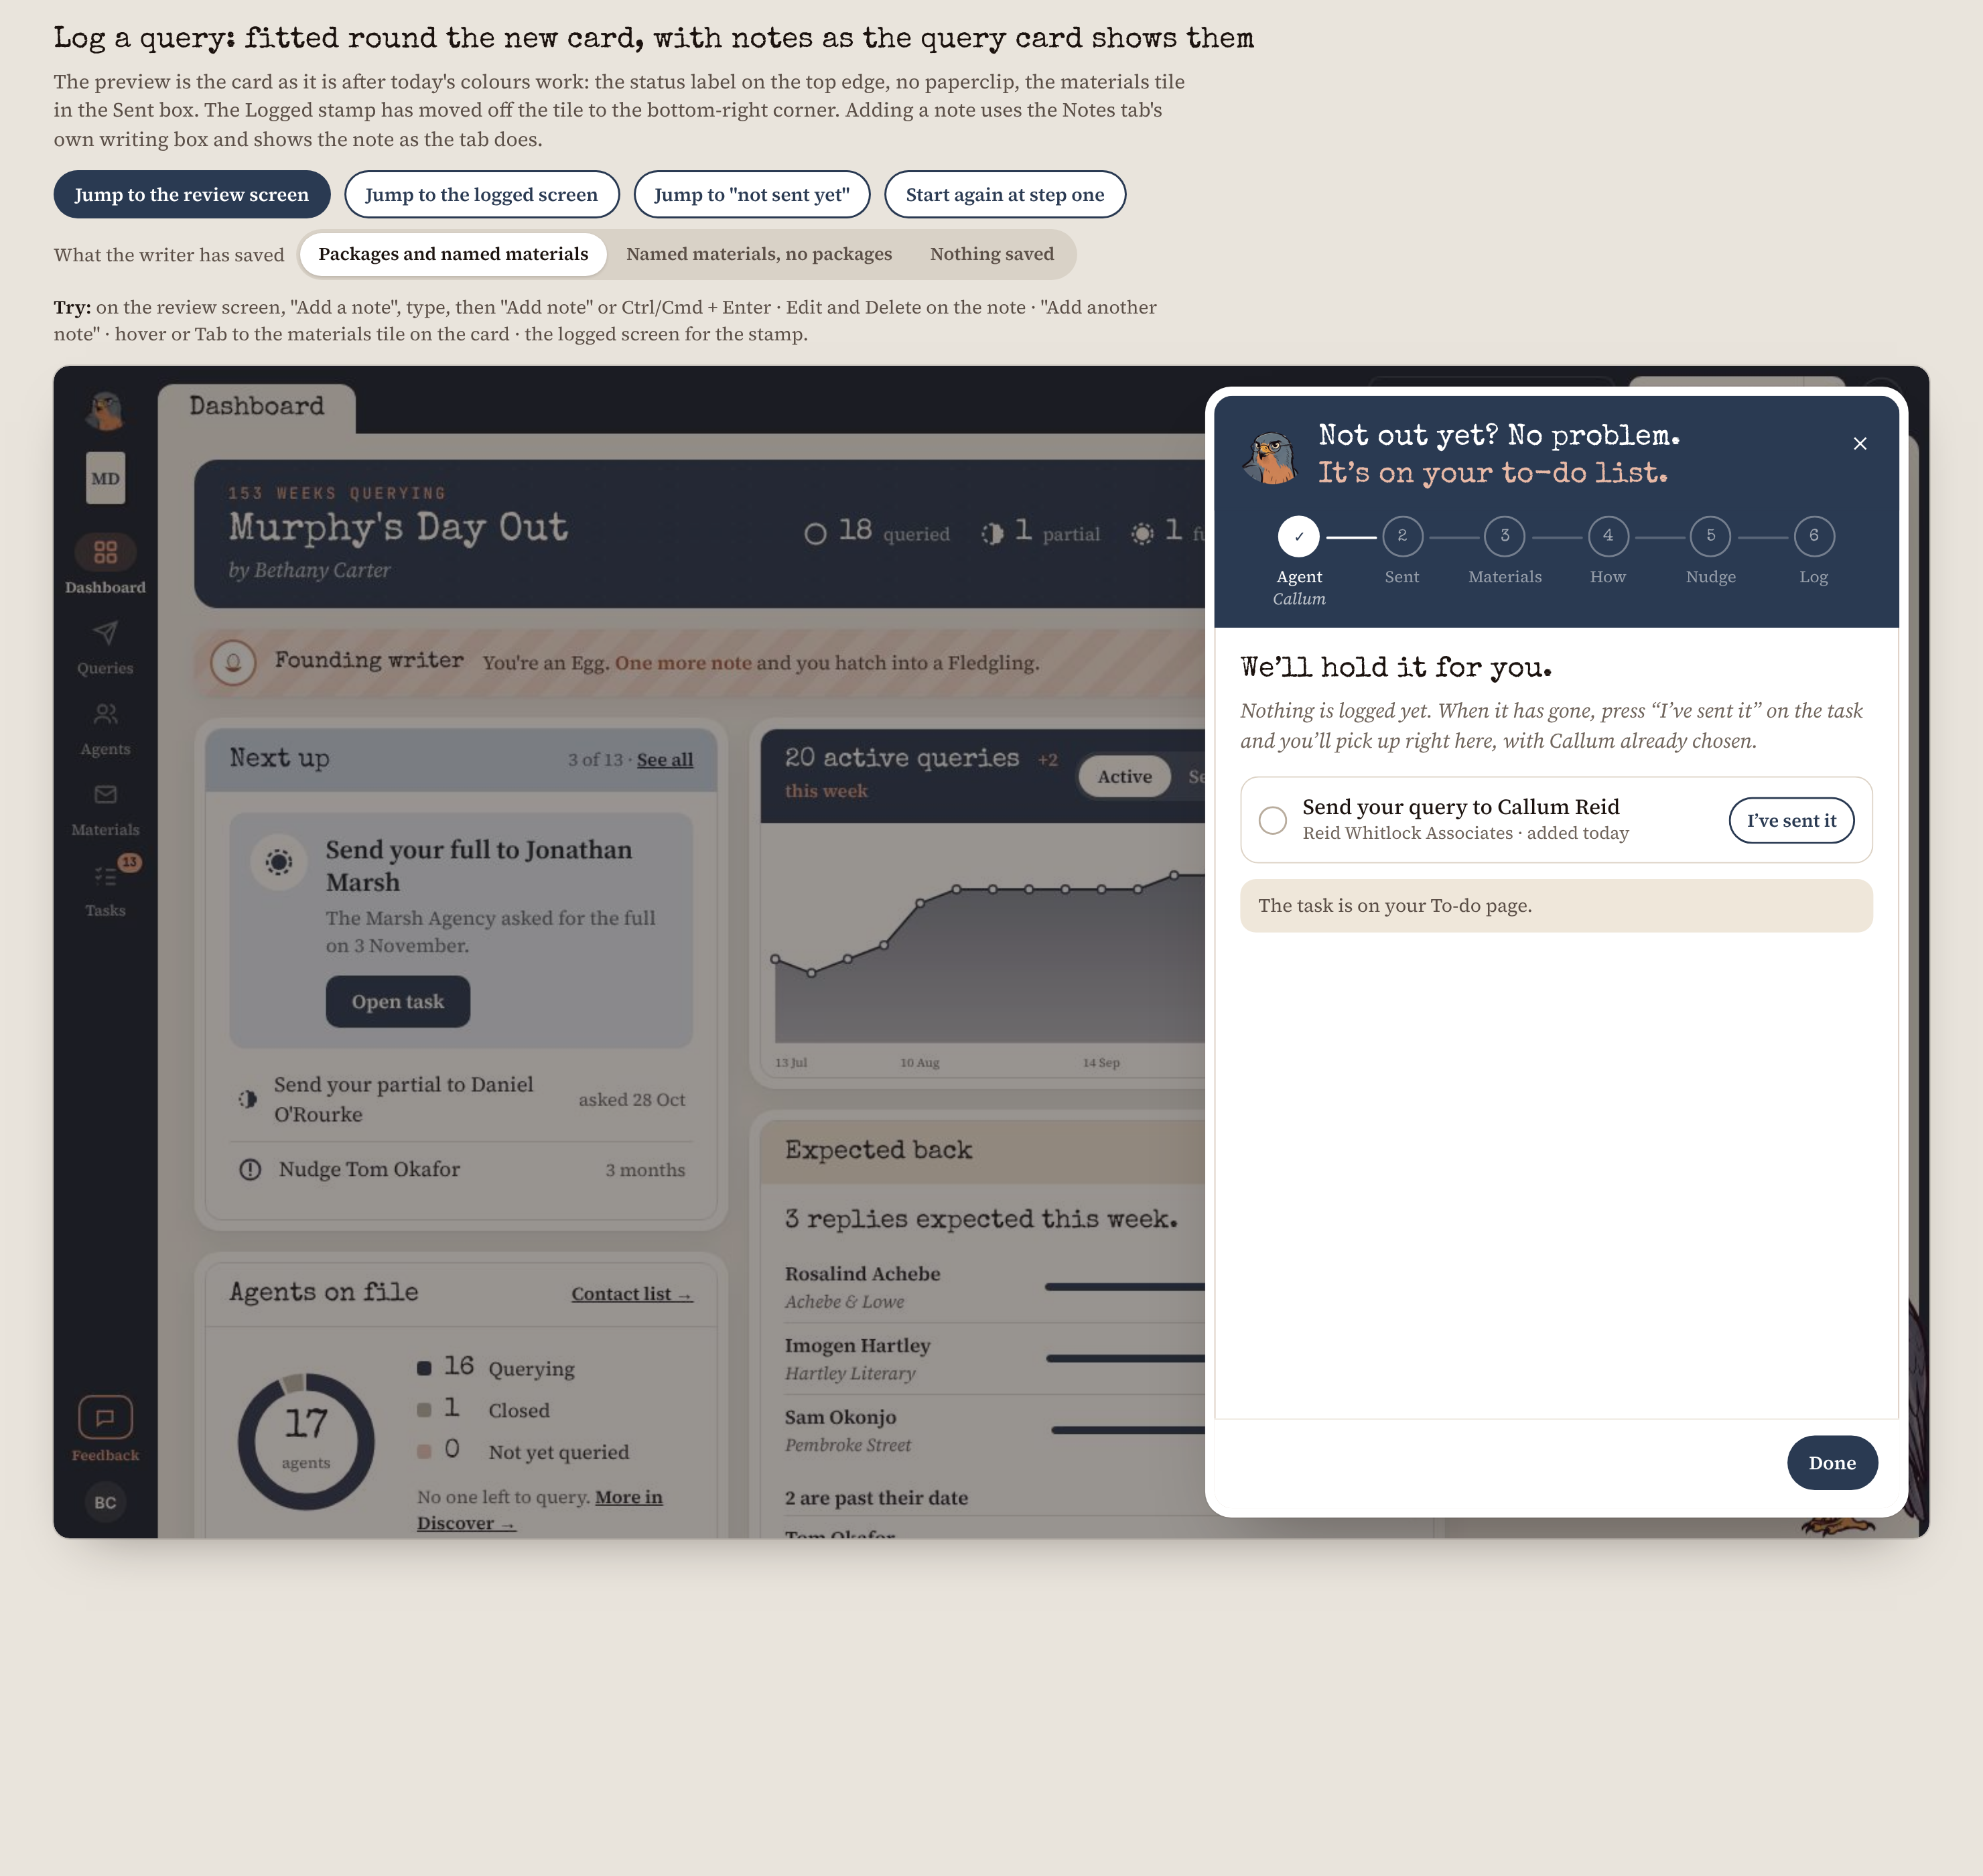 Log a query: fitted round the new card, with notes as the query card shows them
The preview is the card as it is after today's colours work: the status label on the top edge, no paperclip, the materials tile
in the Sent box. The Logged stamp has moved off the tile to the bottom-right corner. Adding a note uses the Notes tab's
own writing box and shows the note as the tab does.
Jump to the review screen
Jump to the logged screen
Jump to "not sent yet"
Start again at step one
What the writer has saved
Packages and named materials
Named materials, no packages
Nothing saved
Try: on the review screen, "Add a note", type, then "Add note" or Ctrl/Cmd + Enter · Edit and Delete on the note · "Add another
note" · hover or Tab to the materials tile on the card · the logged screen for the stamp.
MD
Dashboard
Queries
Agents
Materials
13
Tasks
Feedback
BC
Dashboard
153 WEEKS QUERYING
Murphy's Day Out
by Bethany Carter
18 queried
1 partial
1
Founding writer You're an Egg. One more note and you hatch into a Fledgling.
Next up
3 of 13 · See all
Send your full to Jonathan
Marsh
The Marsh Agency asked for the full
on 3 November.
Open task
Send your partial to Daniel
O'Rourke
asked 28 Oct
Nudge Tom Okafor
3 months
Agents on file
Contact list →
17
agents
16 Querying
1 Closed
0 Not yet queried
No one left to query. More in
Discover →
20 active queries +2
this week
Active
Se
13 Jul
10 Aug
14 Sep
Expected back
3 replies expected this week.
Rosalind Achebe
Achebe & Lowe
Imogen Hartley
Hartley Literary
Sam Okonjo
Pembroke Street
2 are past their date
Tom Okafor
Not out yet? No problem.
It’s on your to-do list.
×
✓
2
3
4
5
6
Agent
Sent
Materials
How
Nudge
Log
Callum
We’ll hold it for you.
Nothing is logged yet. When it has gone, press “I’ve sent it” on the task
and you’ll pick up right here, with Callum already chosen.
Send your query to Callum Reid
Reid Whitlock Associates · added today
I’ve sent it
The task is on your To-do page.
Done